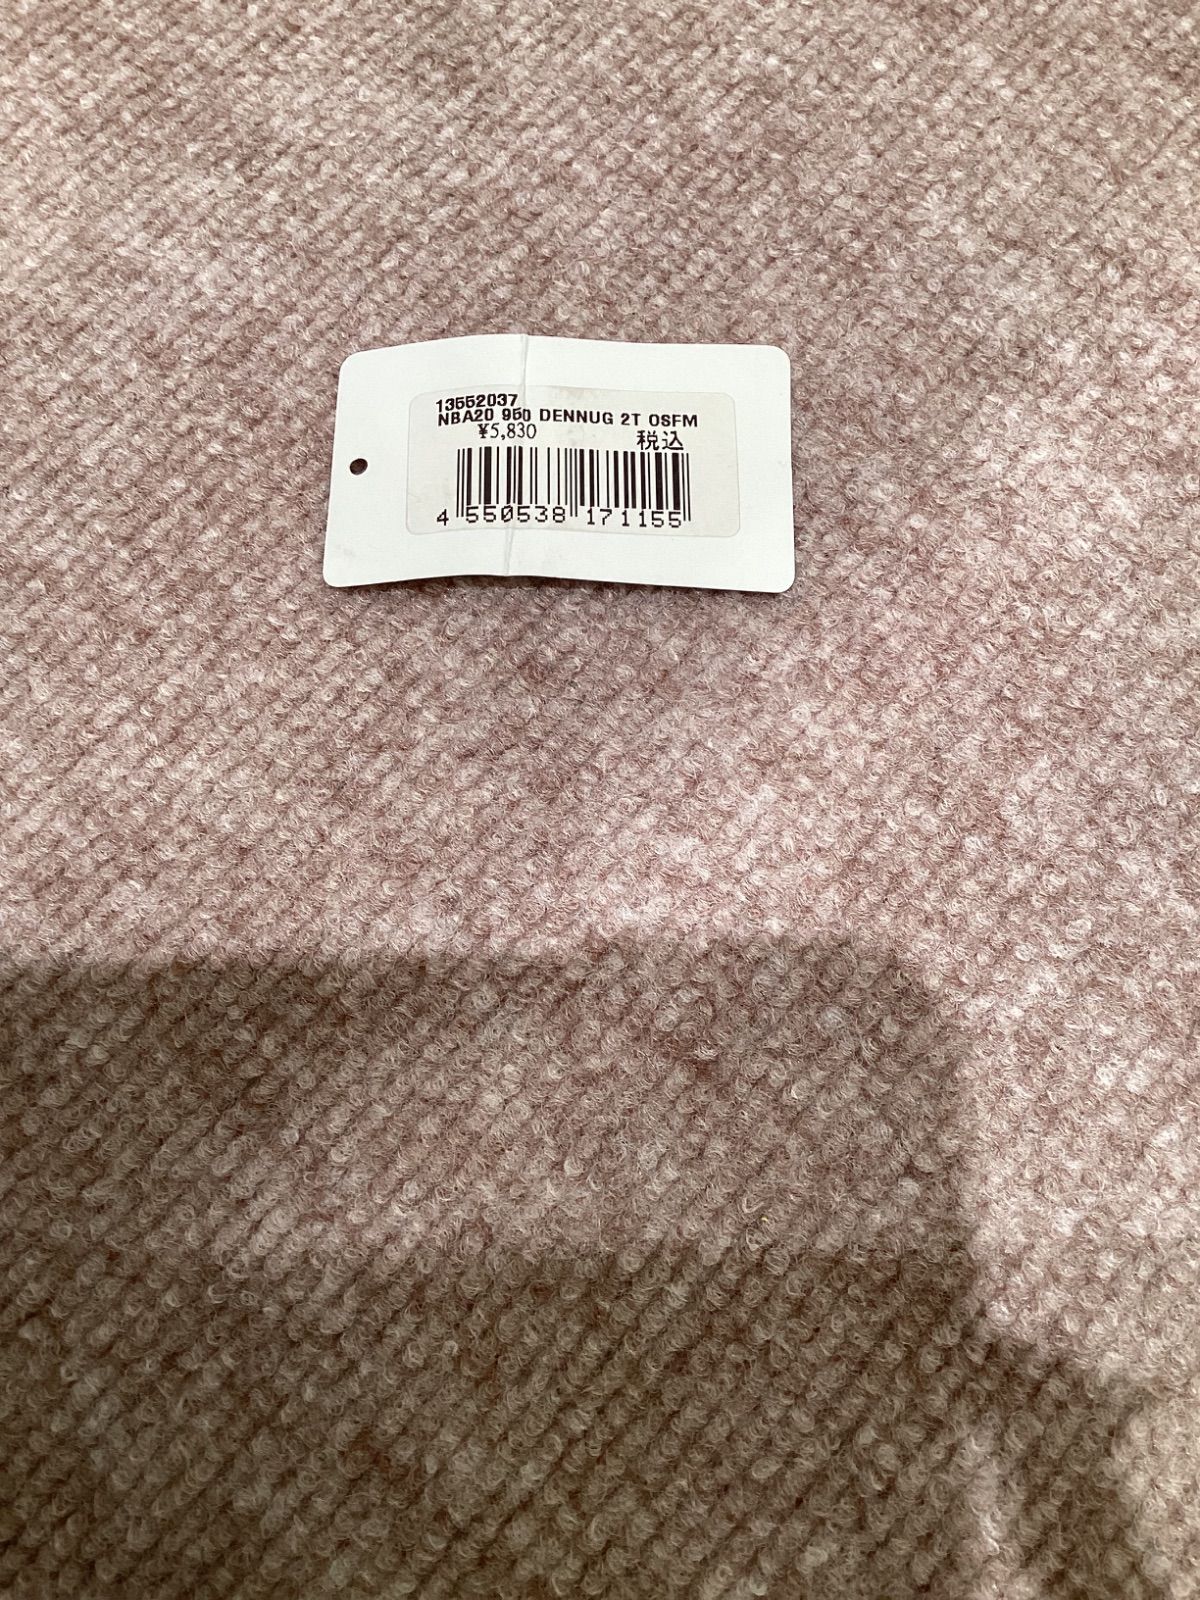 13552037
NBA20 950 DENNUG 2T OSFM
¥5,830 税込
4 550538 171155